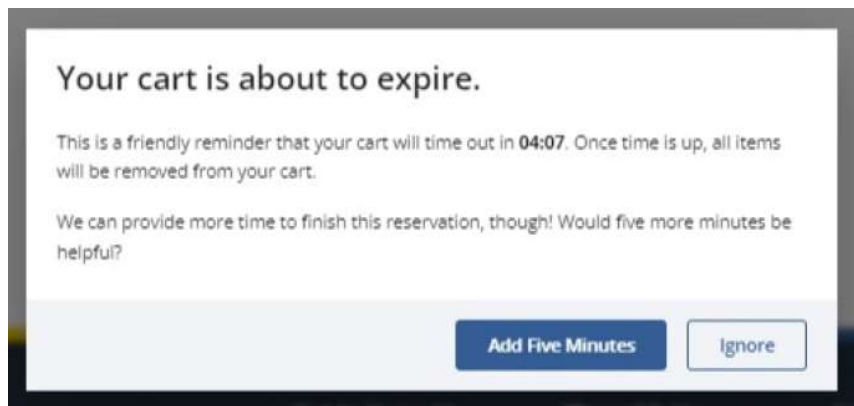 Your cart is about to expire.
This is a friendly reminder that your cart will time out in 04:07. Once time is up, all items
will be removed from your cart.
We can provide more time to finish this reservation, though! Would five more minutes be
helpful?
Add Five Minutes
Ignore